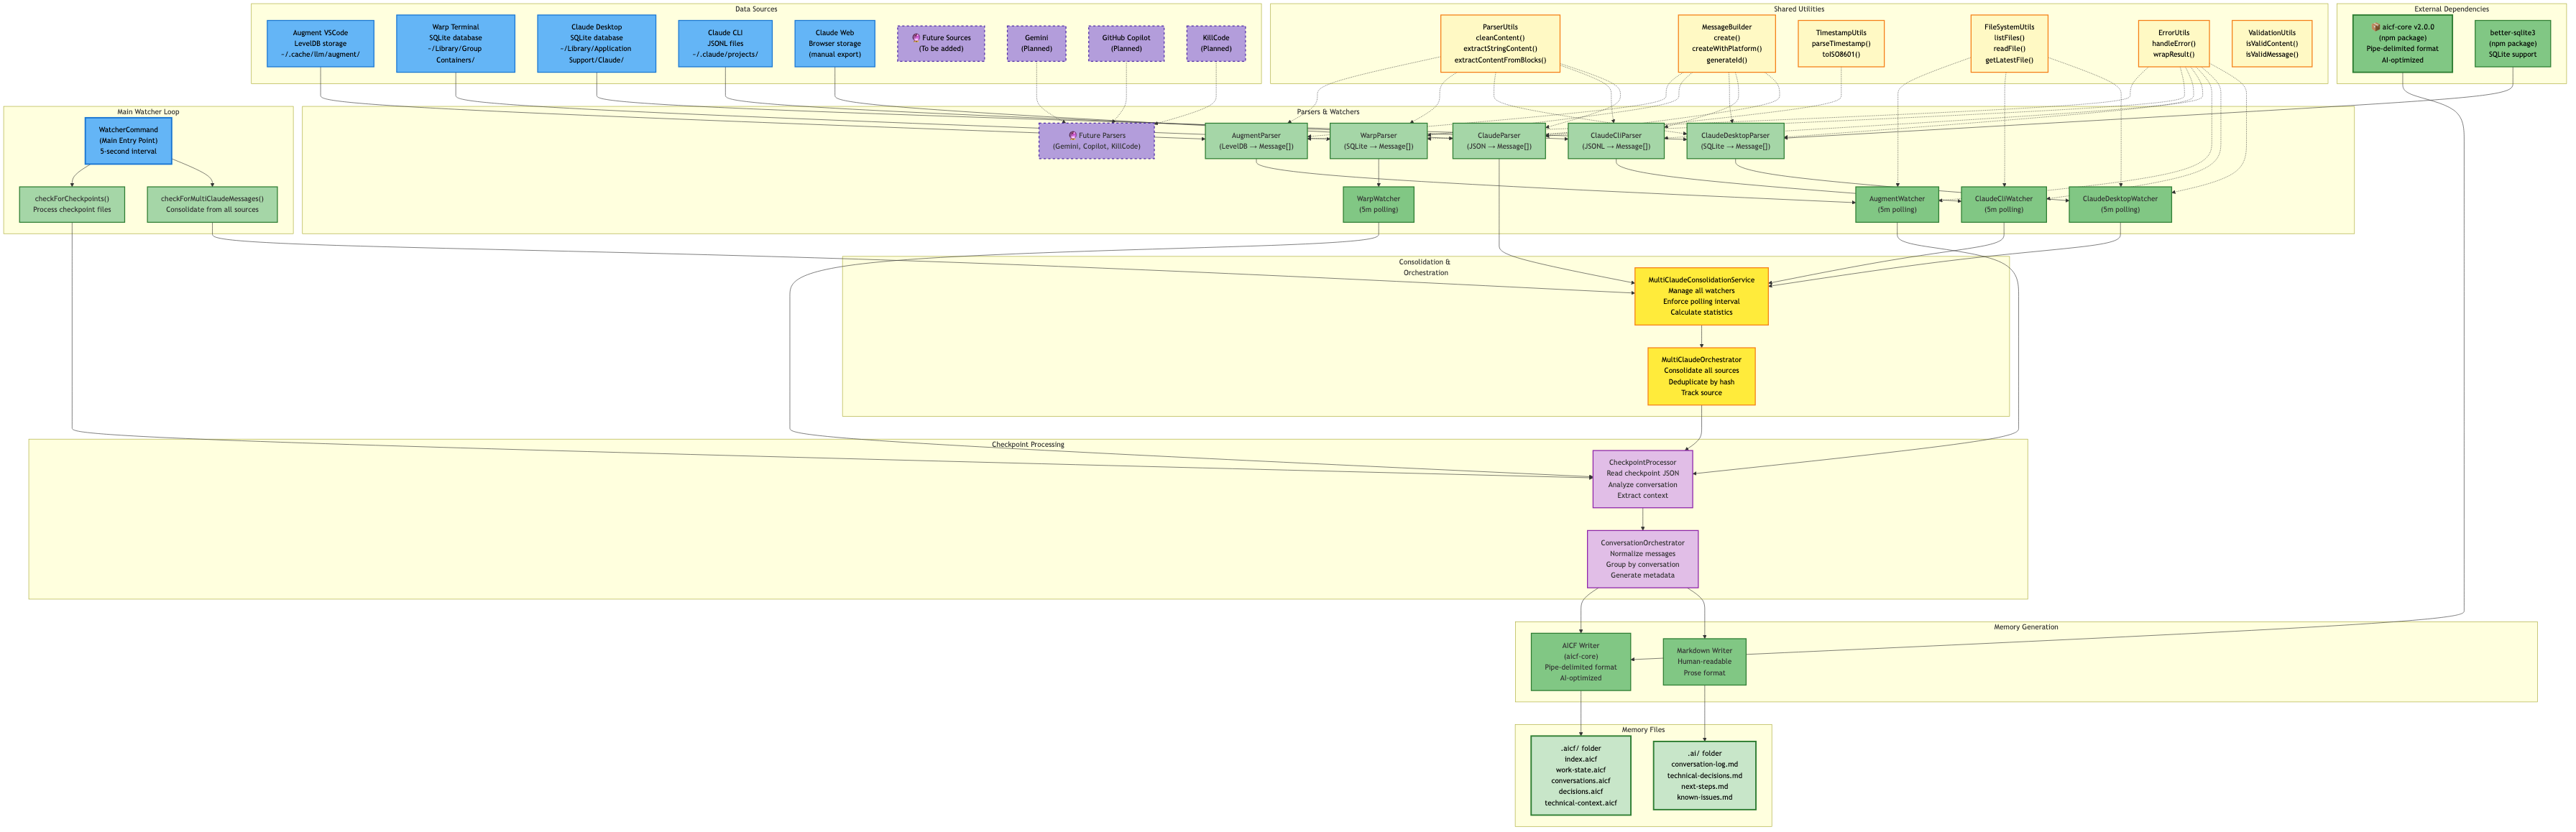 Data Sources
Augment VSCode
LevelDB storage
~/.cache/llm/augment/
Warp Terminal
SQLite database
~/Library/Group
Containers/
Claude Desktop
SQLite database
~/Library/Application
Support/Claude/
Claude CLI
JSONL files
~/.claude/projects/
Claude Web
Browser storage
(manual export)
🔮 Future Sources
(To be added)
Gemini
(Planned)
GitHub Copilot
(Planned)
KillCode
(Planned)
Shared Utilities
ParserUtils
cleanContent()
extractStringContent()
extractContentFromBlocks()
MessageBuilder
create()
createWithPlatform()
generateId()
TimestampUtils
parseTimestamp()
toISO8601()
FileSystemUtils
listFiles()
readFile()
getLatestFile()
ErrorUtils
handleError()
wrapResult()
ValidationUtils
isValidContent()
isValidMessage()
External Dependencies
📦 aicf-core v2.0.0
(npm package)
Pipe-delimited format
AI-optimized
better-sqlite3
(npm package)
SQLite support
Main Watcher Loop
WatcherCommand
(Main Entry Point)
5-second interval
checkForCheckpoints()
Process checkpoint files
checkForMultiClaudeMessages()
Consolidate from all sources
Parsers & Watchers
🔮 Future Parsers
(Gemini, Copilot, KillCode)
AugmentParser
(LevelDB → Message[])
WarpParser
(SQLite → Message[])
ClaudeParser
(JSON → Message[])
ClaudeCliParser
(JSONL → Message[])
ClaudeDesktopParser
(SQLite → Message[])
WarpWatcher
(5m polling)
AugmentWatcher
(5m polling)
ClaudeCliWatcher
(5m polling)
ClaudeDesktopWatcher
(5m polling)
Consolidation &
Orchestration
MultiClaudeConsolidationService
Manage all watchers
Enforce polling interval
Calculate statistics
MultiClaudeOrchestrator
Consolidate all sources
Deduplicate by hash
Track source
Checkpoint Processing
CheckpointProcessor
Read checkpoint JSON
Analyze conversation
Extract context
ConversationOrchestrator
Normalize messages
Group by conversation
Generate metadata
Memory Generation
AICF Writer
(aicf-core)
Pipe-delimited format
AI-optimized
Markdown Writer
Human-readable
Prose format
Memory Files
.aicf/ folder
index.aicf
work-state.aicf
conversations.aicf
decisions.aicf
technical-context.aicf
.ai/ folder
conversation-log.md
technical-decisions.md
next-steps.md
known-issues.md